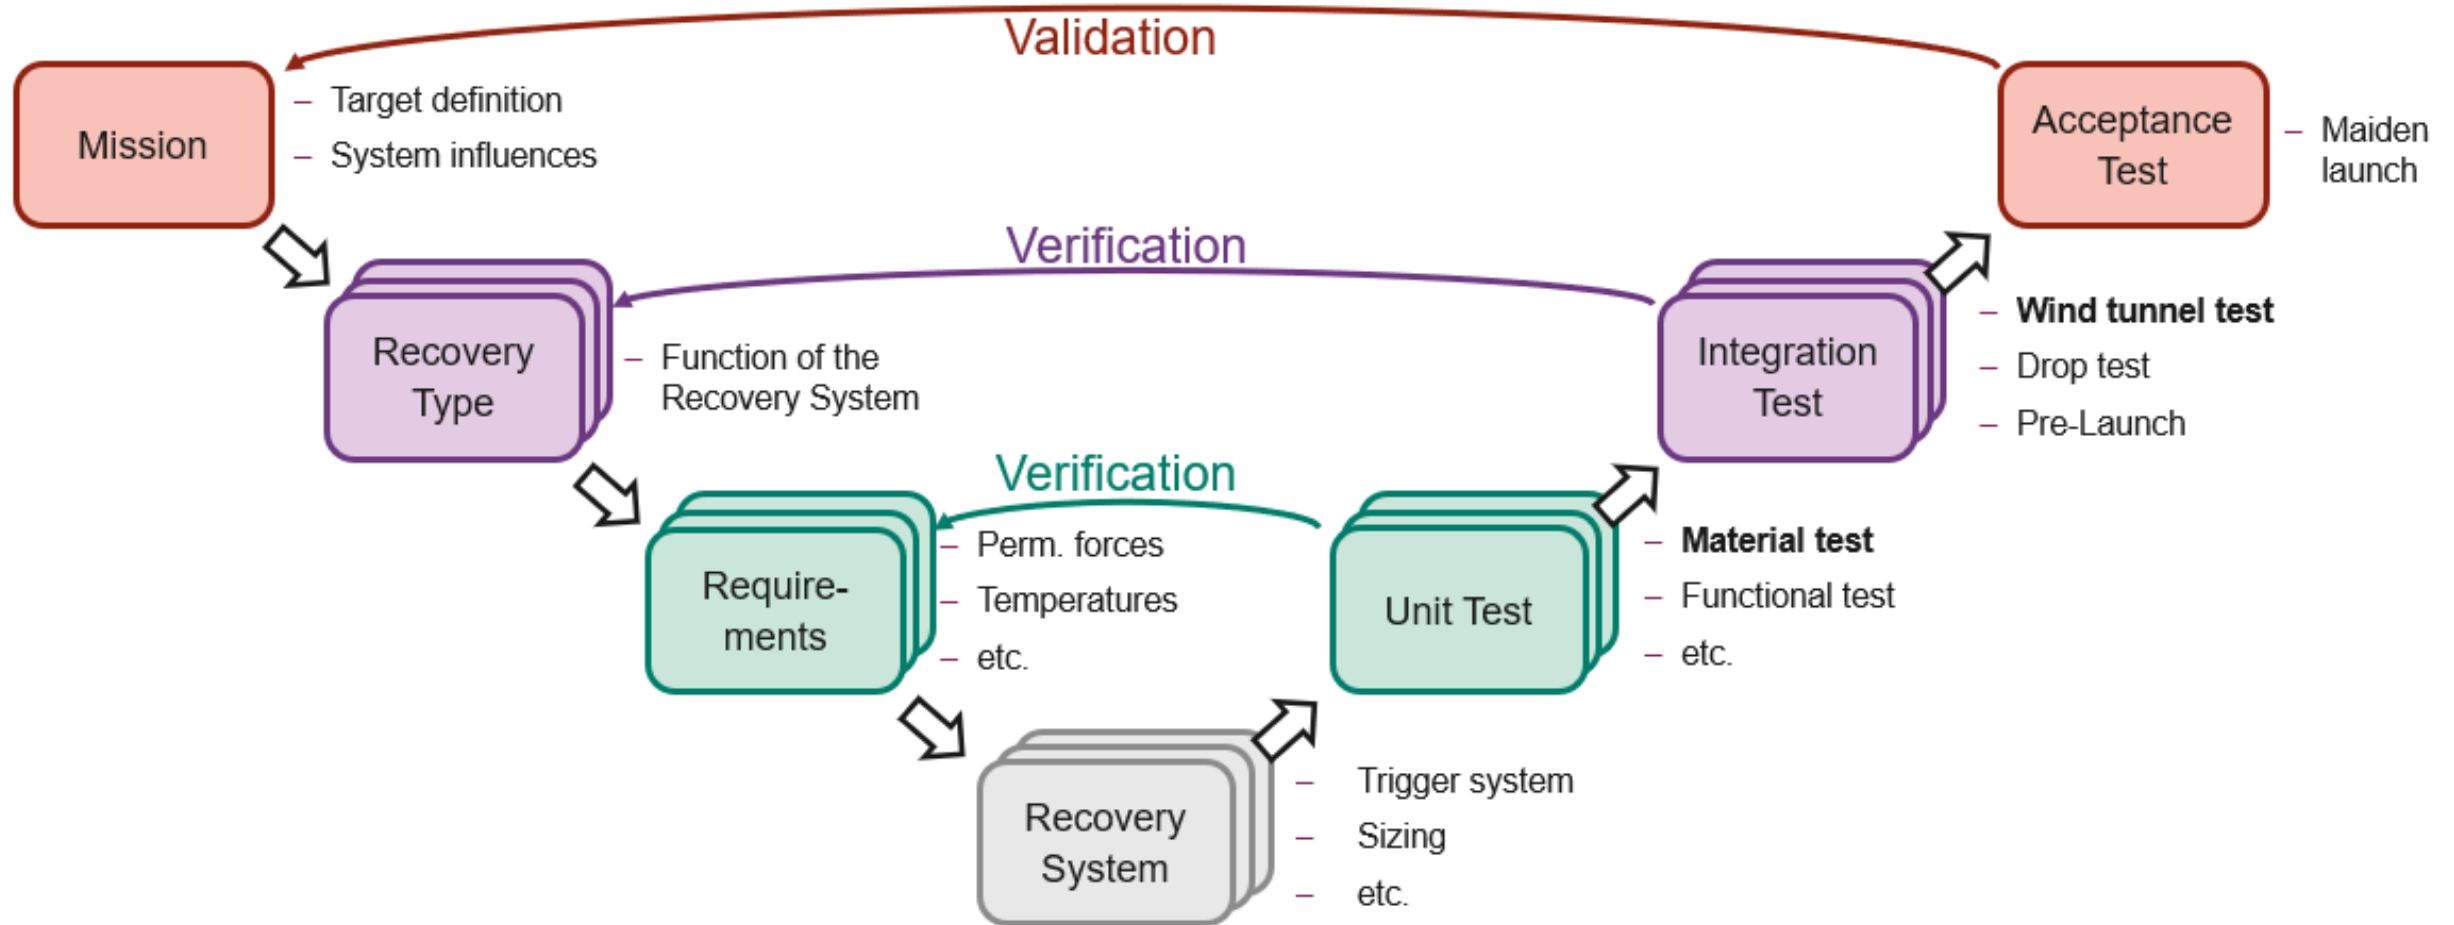 Validation
Mission
– Target definition
– System influences
Acceptance
Test
– Maiden
launch
Verification
Recovery
Type
– Function of the
Recovery System
Integration
Test
– Wind tunnel test
– Drop test
– Pre-Launch
Verification
Require-
ments
– Perm. forces
– Temperatures
– etc.
Unit Test
– Material test
– Functional test
– etc.
Recovery
System
– Trigger system
– Sizing
– etc.